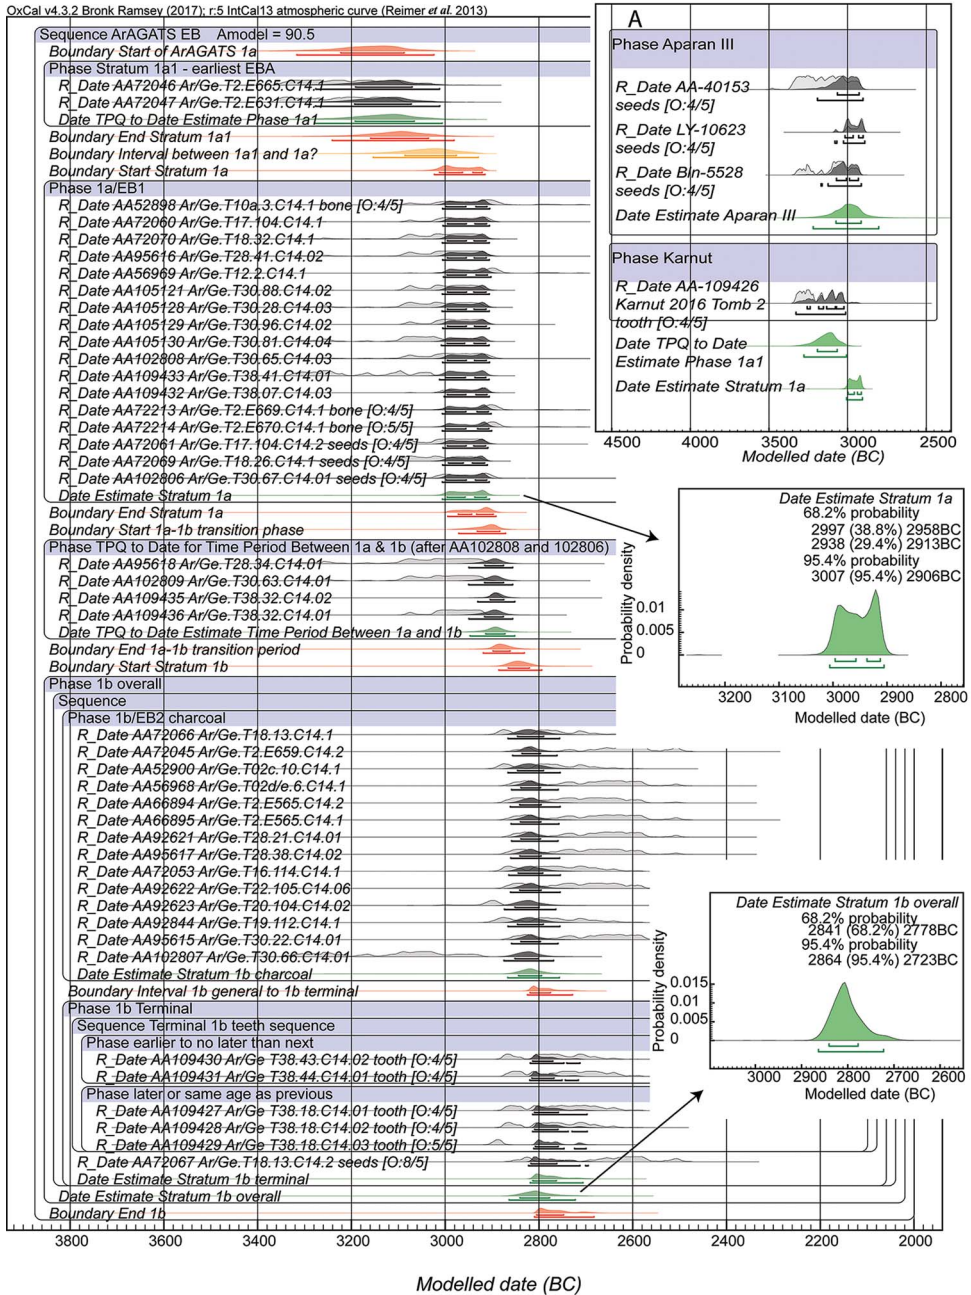 OxCal v4.3.2 Bronk Ramsey (2017); r:5 IntCal13 atmospheric curve (Reimer et al. 2013)
Sequence ArAGATS EB Amodel = 90.5
Boundary Start of ArAGATS 1a
Phase Stratum 1a1 - earliest EBA
R_Date AA72046 Ar/Ge.T2.E665.C14.1
R_Date AA72047 Ar/Ge.T2.E631.C14.1
Date TPQ to Date Estimate Phase 1a1
Boundary End Stratum 1a1
Boundary Interval between 1a1 and 1a?
Boundary Start Stratum 1a
Phase 1a/EB1
R_Date AA52898 Ar/Ge.T10a.3.C14.1 bone [O:4/5]
R_Date AA72060 Ar/Ge.T17.104.C14.1
R_Date AA72070 Ar/Ge.T18.32.C14.1
R_Date AA95616 Ar/Ge.T28.41.C14.02
R_Date AA56969 Ar/Ge.T12.2.C14.1
R_Date AA105121 Ar/Ge.T30.88.C14.02
R_Date AA105128 Ar/Ge.T30.28.C14.03
R_Date AA105129 Ar/Ge.T30.96.C14.02
R_Date AA105130 Ar/Ge.T30.81.C14.04
R_Date AA102808 Ar/Ge.T30.65.C14.03
R_Date AA109433 Ar/Ge.T38.41.C14.01
R_Date AA109432 Ar/Ge.T38.07.C14.03
R_Date AA72213 Ar/Ge.T2.E669.C14.1 bone [O:4/5]
R_Date AA72214 Ar/Ge.T2.E670.C14.1 bone [O:5/5]
R_Date AA72061 Ar/Ge.T17.104.C14.2 seeds [O:4/5]
R_Date AA72069 Ar/Ge.T18.26.C14.1 seeds [O:4/5]
R_Date AA102806 Ar/Ge.T30.67.C14.01 seeds [O:4/5]
Date Estimate Stratum 1a
Boundary End Stratum 1a
Boundary Start 1a-1b transition phase
Phase TPQ to Date for Time Period Between 1a & 1b (after AA102808 and 102806)
R_Date AA95618 Ar/Ge.T28.34.C14.01
R_Date AA102809 Ar/Ge.T30.63.C14.01
R_Date AA109435 Ar/Ge.T38.32.C14.02
R_Date AA109436 Ar/Ge.T38.32.C14.01
Date TPQ to Date Estimate Time Period Between 1a and 1b
Boundary End 1a-1b transition period
Boundary Start Stratum 1b
Phase 1b overall
Sequence
Phase 1b/EB2 charcoal
R_Date AA72066 Ar/Ge.T18.13.C14.1
R_Date AA72045 Ar/Ge.T2.E659.C14.2
R_Date AA52900 Ar/Ge.T02c.10.C14.1
R_Date AA56968 Ar/Ge.T02d/e.6.C14.1
R_Date AA66894 Ar/Ge.T2.E565.C14.2
R_Date AA66895 Ar/Ge.T2.E565.C14.1
R_Date AA92621 Ar/Ge.T28.21.C14.01
R_Date AA95617 Ar/Ge.T28.38.C14.02
R_Date AA72053 Ar/Ge.T16.114.C14.1
R_Date AA92622 Ar/Ge.T22.105.C14.06
R_Date AA92623 Ar/Ge.T20.104.C14.02
R_Date AA92844 Ar/Ge.T19.112.C14.1
R_Date AA95615 Ar/Ge.T30.22.C14.01
R_Date AA102807 Ar/Ge.T30.66.C14.01
Date Estimate Stratum 1b charcoal
Boundary Interval 1b general to 1b terminal
Phase 1b Terminal
Sequence Terminal 1b teeth sequence
Phase earlier to no later than next
R_Date AA109430 Ar/Ge T38.43.C14.02 tooth [O:4/5]
R_Date AA109431 Ar/Ge T38.44.C14.01 tooth [O:4/5]
Phase later or same age as previous
R_Date AA109427 Ar/Ge T38.18.C14.01 tooth [O:4/5]
R_Date AA109428 Ar/Ge T38.18.C14.02 tooth [O:4/5]
R_Date AA109429 Ar/Ge T38.18.C14.03 tooth [O:5/5]
R_Date AA72067 Ar/Ge.T18.13.C14.2 seeds [O:8/5]
Date Estimate Stratum 1b terminal
Date Estimate Stratum 1b overall
Boundary End 1b
3800 3600 3400 3200 3000 2800 2600 2400 2200 2000
Modelled date (BC)
A
Phase Aparan III
R_Date AA-40153
seeds [O:4/5]
R_Date LY-10623
seeds [O:4/5]
R_Date Bln-5528
seeds [O:4/5]
Date Estimate Aparan III
Phase Karnut
R_Date AA-109426
Karnut 2016 Tomb 2
tooth [O:4/5]
Date TPQ to Date
Estimate Phase 1a1
Date Estimate Stratum 1a
4500 4000 3500 3000 2500
Modelled date (BC)
Date Estimate Stratum 1a
68.2% probability
2997 (38.8%) 2958BC
2938 (29.4%) 2913BC
95.4% probability
3007 (95.4%) 2906BC
Probability density
0.01
0.005
0
3200 3100 3000 2900 2800
Modelled date (BC)
Date Estimate Stratum 1b overall
68.2% probability
2841 (68.2%) 2778BC
95.4% probability
2864 (95.4%) 2723BC
Probability density
0.015
0.01
0.005
0
3000 2900 2800 2700 2600
Modelled date (BC)